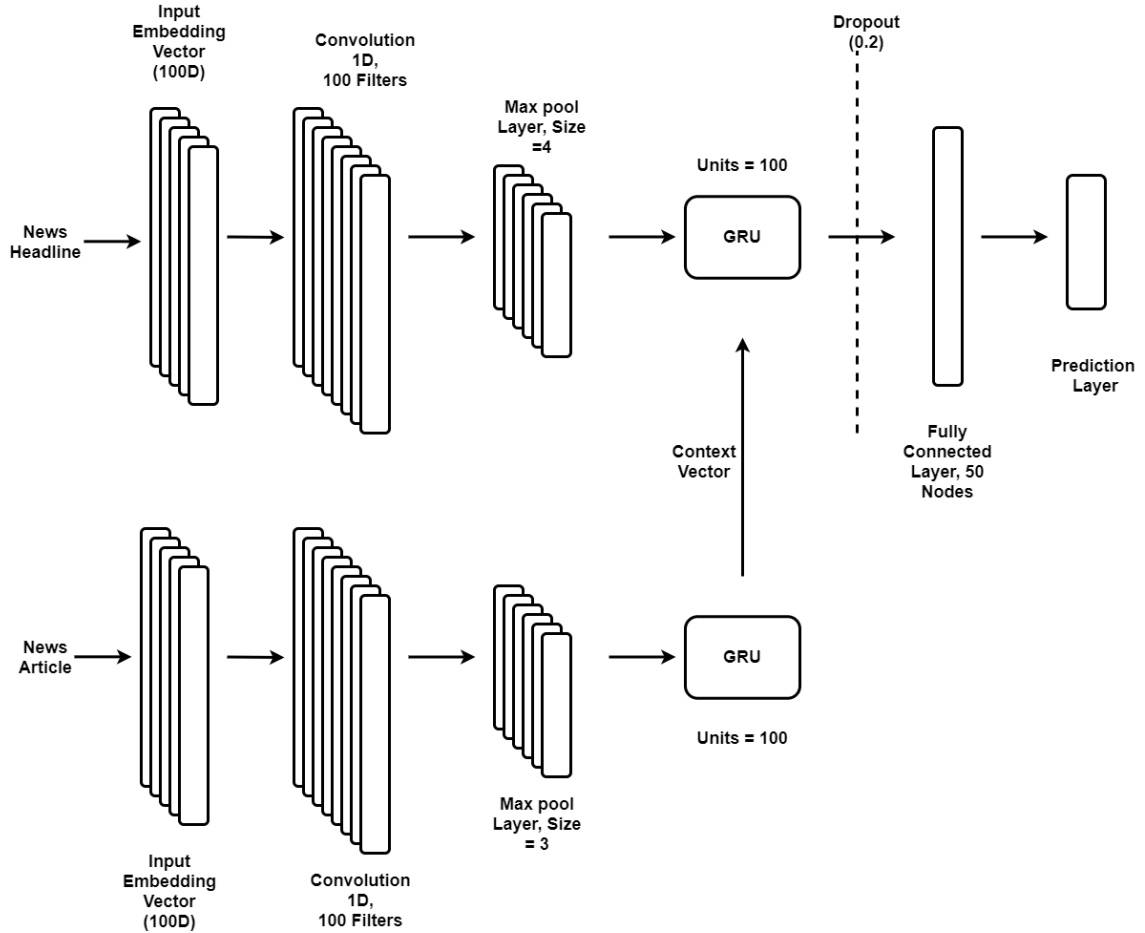 Input
Embedding
Vector
(100D)
Convolution
1D,
100 Filters
Max pool
Layer, Size
=4
Units = 100
Dropout
(0.2)
News
Headline
GRU
Prediction
Layer
Fully
Connected
Layer, 50
Nodes
Context
Vector
News
Article
GRU
Units = 100
Max pool
Layer, Size
= 3
Input
Embedding
Vector
(100D)
Convolution
1D,
100 Filters